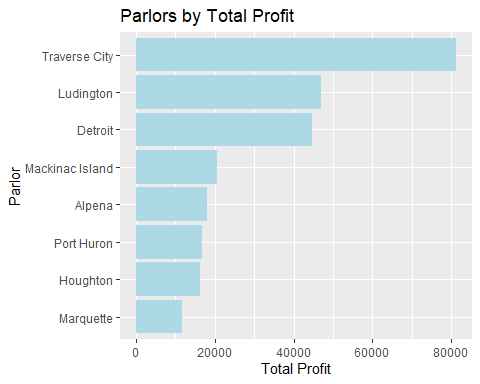 Parlors by Total Profit
Traverse City
Ludington
Detroit
Mackinac Island
Alpena
Port Huron
Houghton
Marquette
Parlor
0 20000 40000 60000 80000
Total Profit